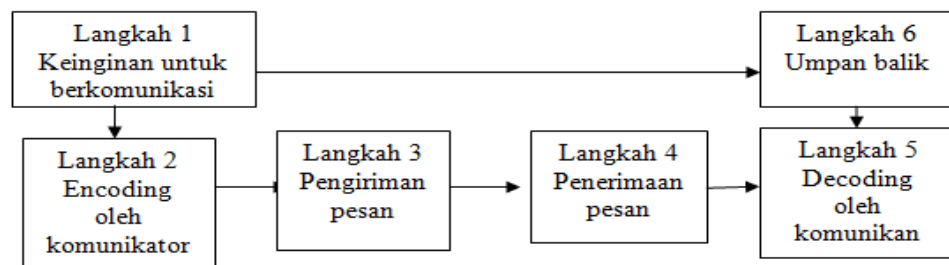 Langkah 1
Keinginan untuk
berkomunikasi
Langkah 6
Umpan balik
Langkah 2
Encoding
oleh
komunikator
Langkah 3
Pengiriman
pesan
Langkah 4
Penerimaan
pesan
Langkah 5
Decoding
oleh
komunikan